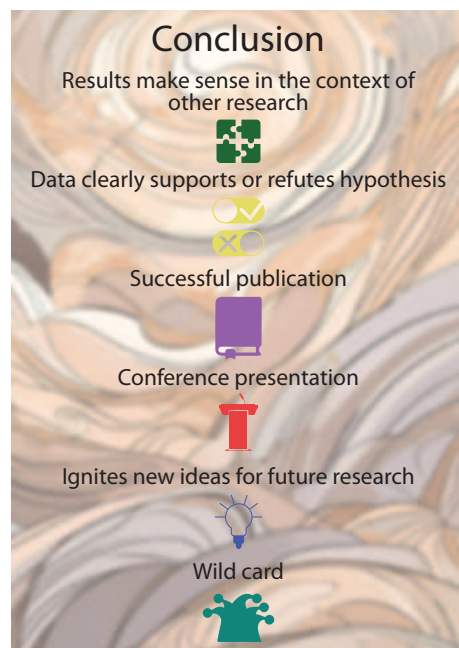 Conclusion
Results make sense in the context of
other research
Data clearly supports or refutes hypothesis
Successful publication
Conference presentation
Ignites new ideas for future research
Wild card